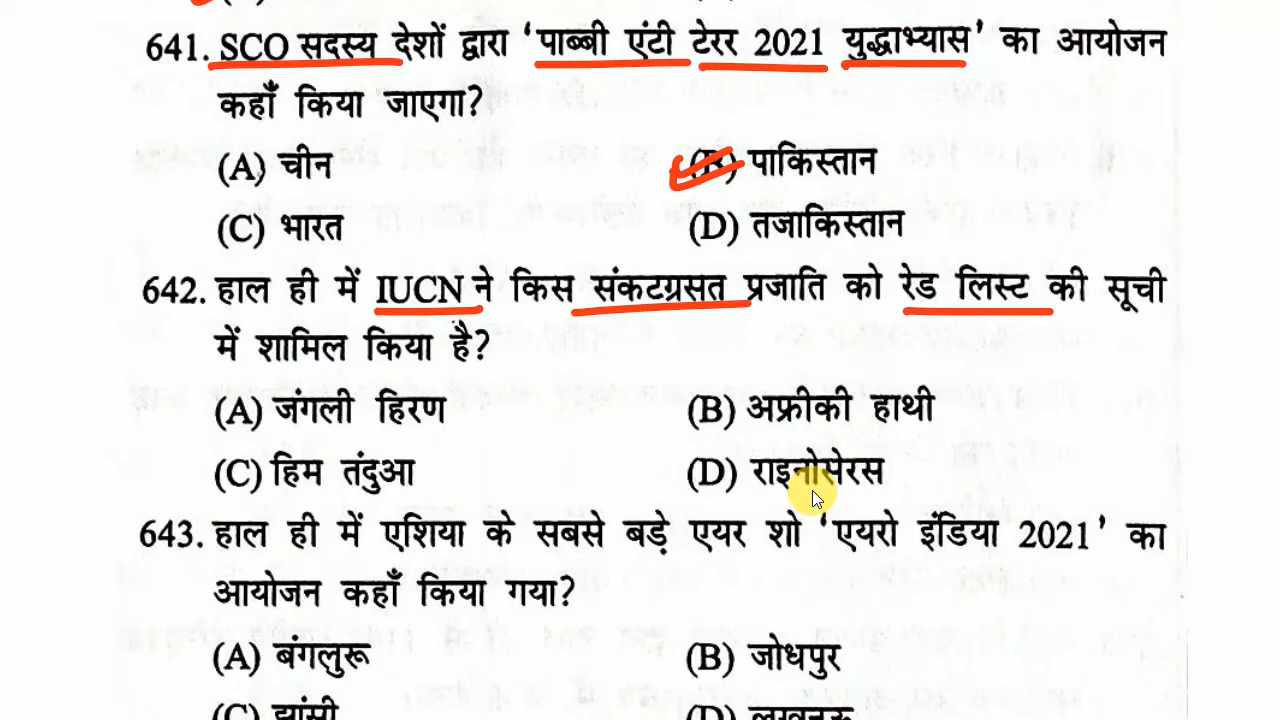 641. SCO सदस्य देशों द्वारा ‘पाब्बी एंटी टेरर 2021 युद्धाभ्यास’ का आयोजन
कहाँ किया जाएगा?
(A) चीन (B) पाकिस्तान
(C) भारत (D) तजाकिस्तान
642. हाल ही में IUCN ने किस संकटग्रसत प्रजाति को रेड लिस्ट की सूची
में शामिल किया है?
(A) जंगली हिरण (B) अफ्रीकी हाथी
(C) हिम तंदुआ (D) राइनोसेरस
643. हाल ही में एशिया के सबसे बड़े एयर शो ‘एयरो इंडिया 2021’ का
आयोजन कहाँ किया गया?
(A) बंगलुरू (B) जोधपुर
(C) झांसी (D) लखनऊ